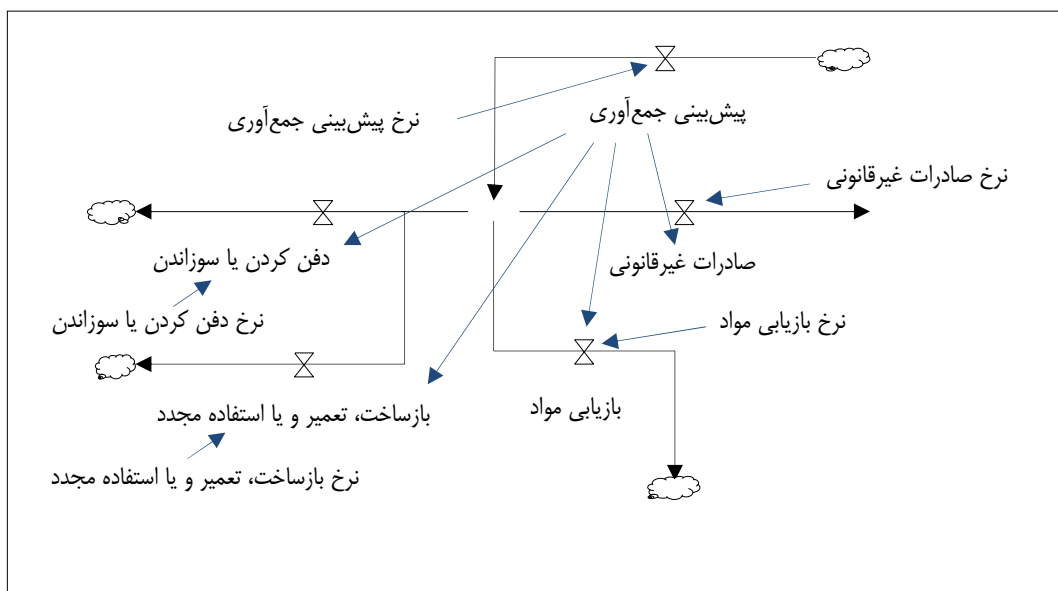 پیش‌بینی جمع‌آوری
نرخ پیش‌بینی جمع‌آوری
نرخ صادرات غیرقانونی
صادرات غیرقانونی
دفن کردن یا سوزاندن
نرخ دفن کردن یا سوزاندن
نرخ بازیابی مواد
بازیابی مواد
بازساخت، تعمیر و یا استفاده مجدد
نرخ بازساخت، تعمیر و یا استفاده مجدد